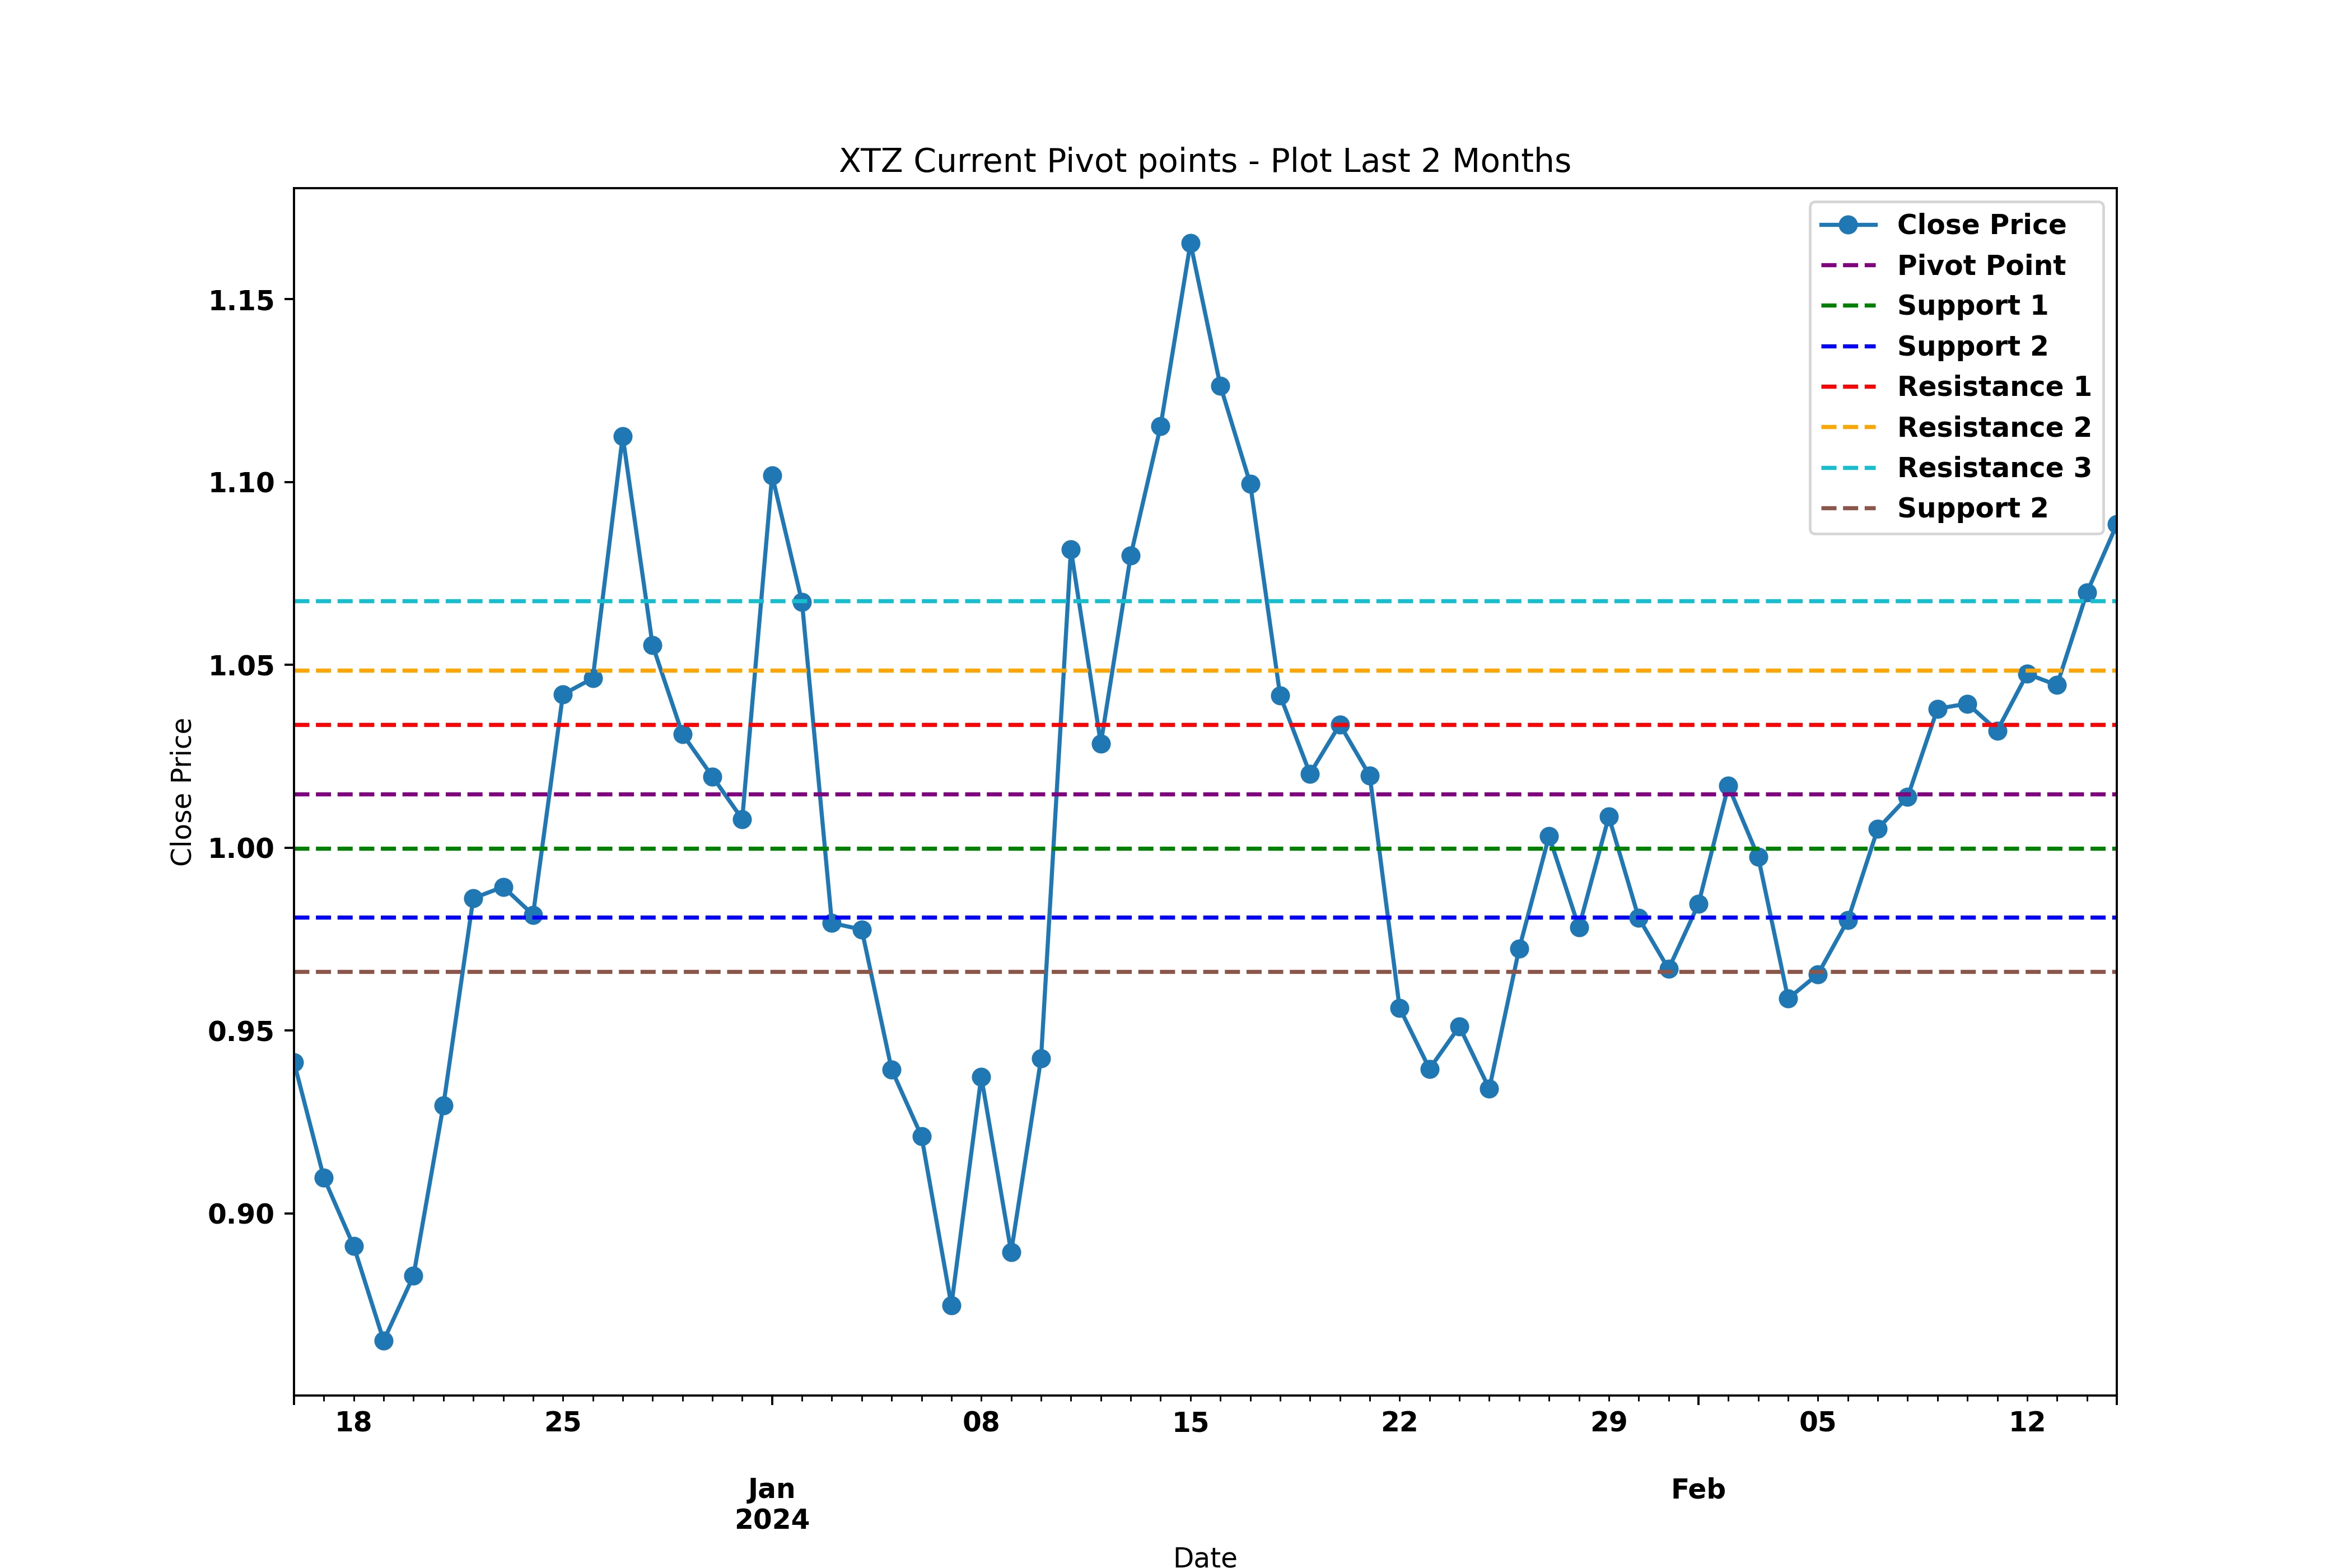 XTZ Current Pivot points - Plot Last 2 Months
Close Price
Pivot Point
Support 1
Support 2
Resistance 1
Resistance 2
Resistance 3
Support 2
1.15
1.10
1.05
1.00
0.95
0.90
Close Price
18
25
08
15
22
29
05
12
Jan
2024
Feb
Date